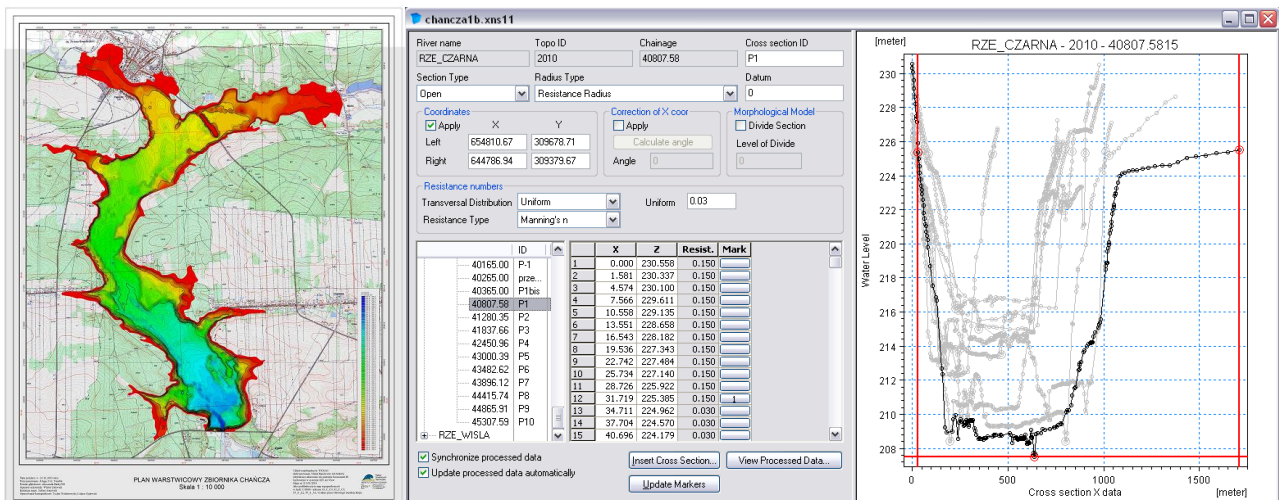 PLAN WARSTWICOWY ZBIORNIKA CHAŃCZA
Skala 1 : 10 000
chancza1b.xns11
River name Topo ID Chainage Cross section ID
RZE_CZARNA 2010 40807.58 P1
Section Type Radius Type Datum
Open Resistance Radius 0
Coordinates Correction of X coor Morphological Model
Apply X Y Apply Divide Section
Left 654810.67 309678.71 Calculate angle Level of Divide
Right 644786.94 309379.67 Angle 0 0
Resistance numbers
Transversal Distribution Uniform Uniform 0.03
Resistance Type Manning's n
ID
40165.00 P-1
40265.00 prze...
40365.00 P1bis
40807.58 P1
41280.35 P2
41837.66 P3
42450.96 P4
43000.39 P5
43482.62 P6
43896.12 P7
44415.74 P8
44865.91 P9
45307.59 P10
RZE_WISLA
X Z Resist. Mark
1 0.000 230.558 0.150
2 1.581 230.337 0.150
3 4.574 230.100 0.150
4 7.566 229.611 0.150
5 10.558 229.135 0.150
6 13.551 228.658 0.150
7 16.543 228.182 0.150
8 19.536 227.343 0.150
9 22.742 227.484 0.150
10 25.734 227.140 0.150
11 28.726 225.922 0.150
12 31.719 225.385 0.150 1
13 34.711 224.962 0.030
14 37.704 224.570 0.030
15 40.696 224.179 0.030
Synchronize processed data
Update processed data automatically
Insert Cross Section... View Processed Data...
Update Markers
[meter] RZE_CZARNA - 2010 - 40807.5815
230
228
226
224
222
220
218
216
214
212
210
208
Water Level
0 500 1000 1500
Cross section X data [meter]